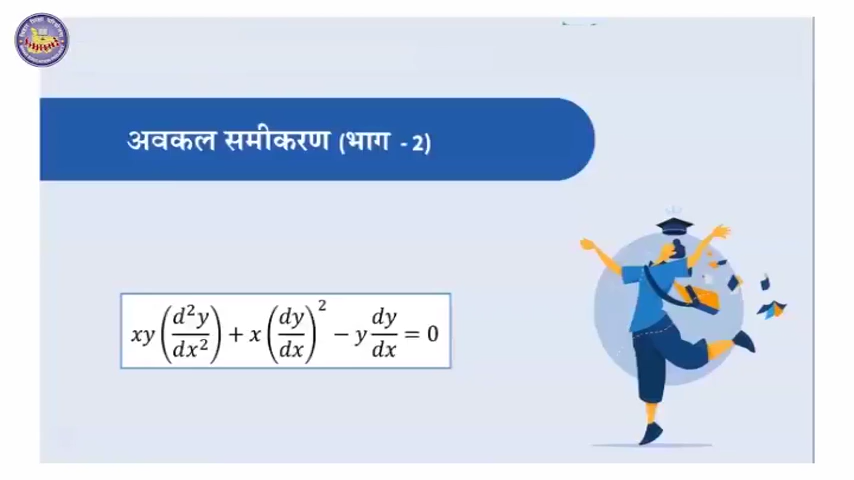 अवकल समीकरण (भाग - 2)
xy(d²y/dx²) + x(dy/dx)² − y dy/dx = 0